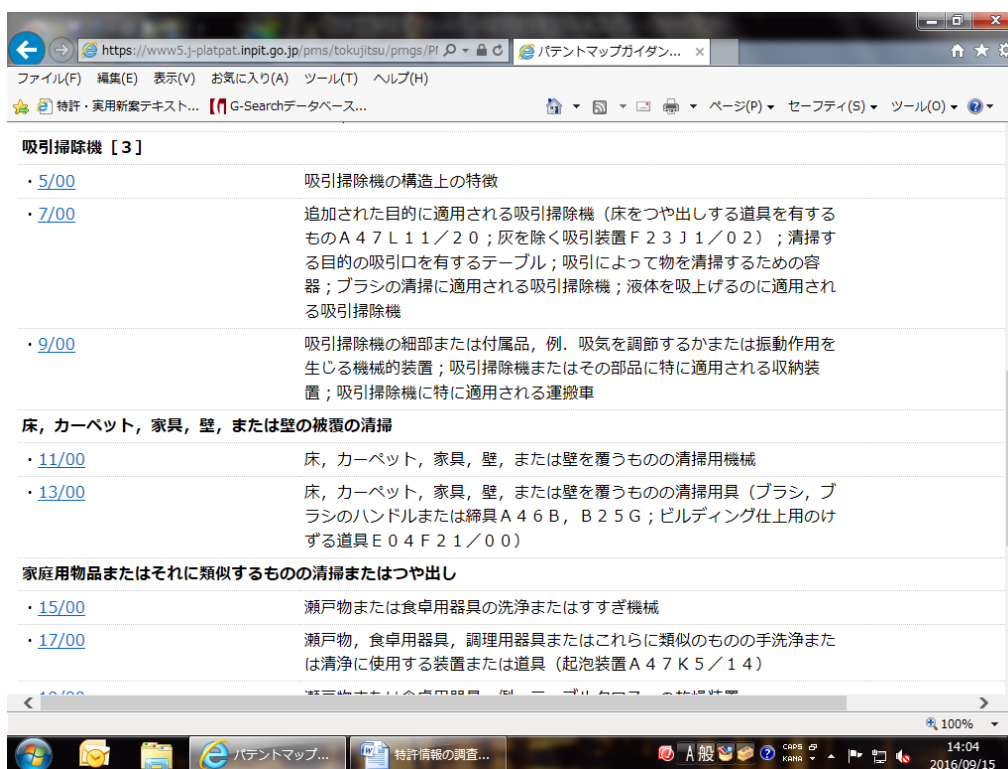 https://www5.j-platpat.inpit.go.jp/pms/tokujitsu/pmgs/PI
パテントマップガイダン...
ファイル(F) 編集(E) 表示(V) お気に入り(A) ツール(T) ヘルプ(H)
特許・実用新案テキスト... G-Searchデータベース...
ページ(P) セーフティ(S) ツール(O)
吸引掃除機[3]
・5/00 吸引掃除機の構造上の特徴
・7/00 追加された目的に適用される吸引掃除機（床をつや出しする道具を有する
ものA47L11／20；灰を除く吸引装置F23J1／02）；清掃す
る目的の吸引口を有するテーブル；吸引によって物を清掃するための容
器；ブラシの清掃に適用される吸引掃除機；液体を吸上げるのに適用され
る吸引掃除機
・9/00 吸引掃除機の細部または付属品，例．吸気を調節するかまたは振動作用を
生じる機械的装置；吸引掃除機またはその部品に特に適用される収納装
置；吸引掃除機に特に適用される運搬車
床，カーペット，家具，壁，または壁の被覆の清掃
・11/00 床，カーペット，家具，壁，または壁を覆うものの清掃用機械
・13/00 床，カーペット，家具，壁，または壁を覆うものの清掃用具（ブラシ，ブ
ラシのハンドルまたは締具A46B，B25G；ビルディング仕上用のけ
ずる道具E04F21／00）
家庭用物品またはそれに類似するものの清掃またはつや出し
・15/00 瀬戸物または食卓用器具の洗浄またはすすぎ機械
・17/00 瀬戸物，食卓用器具，調理用器具またはこれらに類似のものの手洗浄また
は清浄に使用する装置または道具（起泡装置A47K5／14）
100%
パテントマップ... 特許情報の調査... A 般 CAPS KANA 14:04
2016/09/15